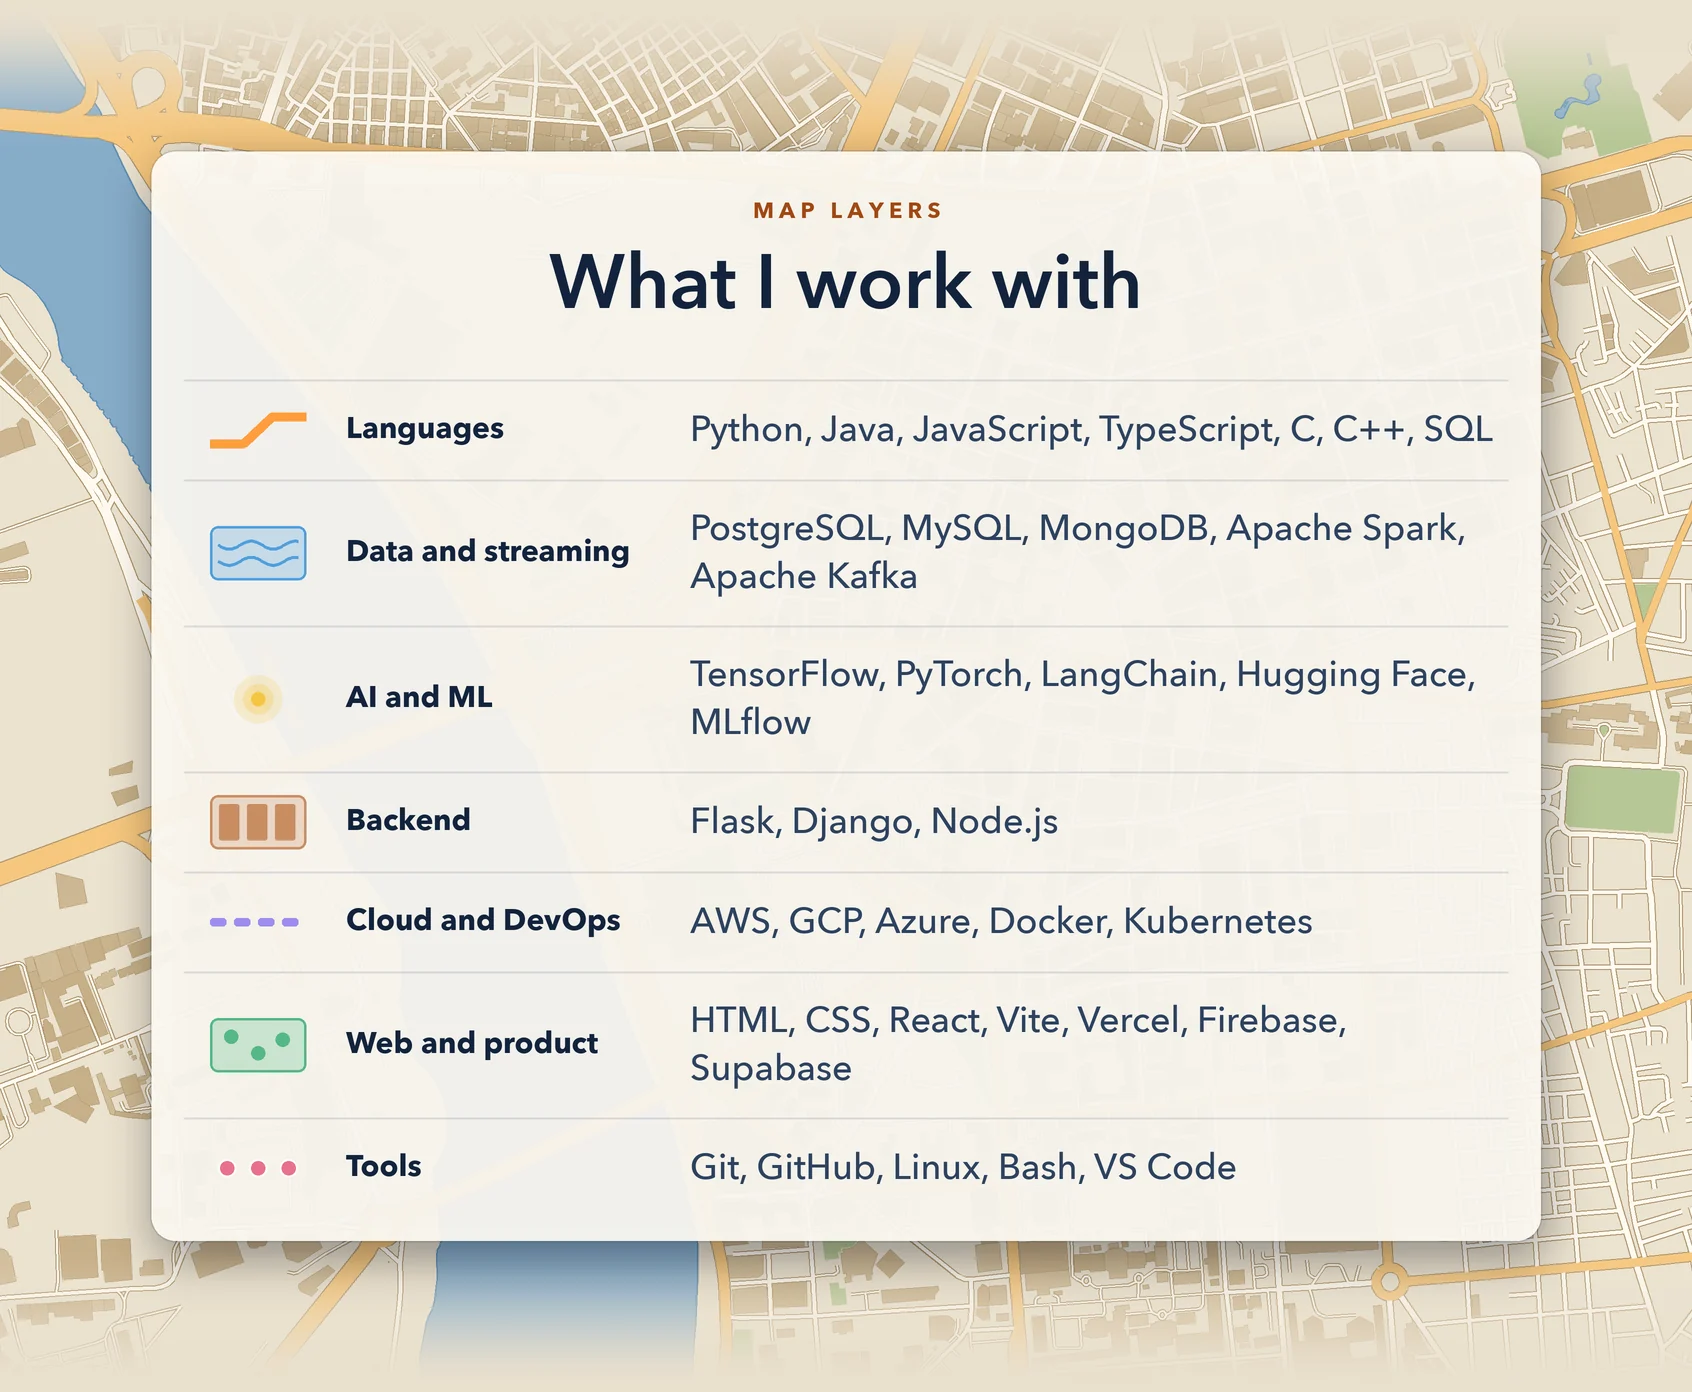 MAP LAYERS
What I work with
Languages
Python, Java, JavaScript, TypeScript, C, C++, SQL
Data and streaming
PostgreSQL, MySQL, MongoDB, Apache Spark,
Apache Kafka
AI and ML
TensorFlow, PyTorch, LangChain, Hugging Face,
MLflow
Backend
Flask, Django, Node.js
Cloud and DevOps
AWS, GCP, Azure, Docker, Kubernetes
Web and product
HTML, CSS, React, Vite, Vercel, Firebase,
Supabase
Tools
Git, GitHub, Linux, Bash, VS Code